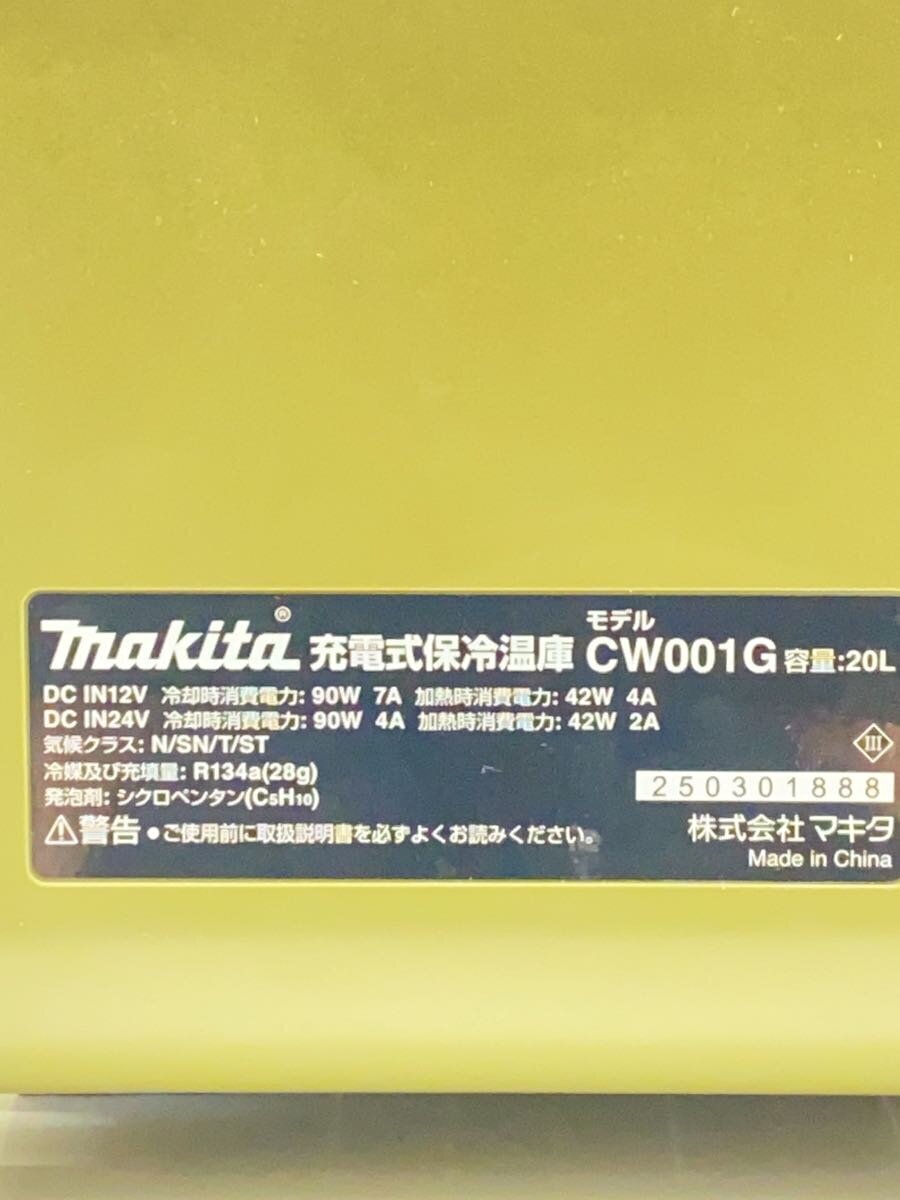 makita® 充電式保冷温庫 モデル CW001G 容量:20L
DC IN12V 冷却時消費電力: 90W 7A 加熱時消費電力: 42W 4A
DC IN24V 冷却時消費電力: 90W 4A 加熱時消費電力: 42W 2A
気候クラス: N/SN/T/ST
III
冷媒及び充填量: R134a(28g)
250301888
発泡剤: シクロペンタン(C₅H₁₀)
⚠警告 ●ご使用前に取扱説明書を必ずよくお読みください。
株式会社 マキタ
Made in China